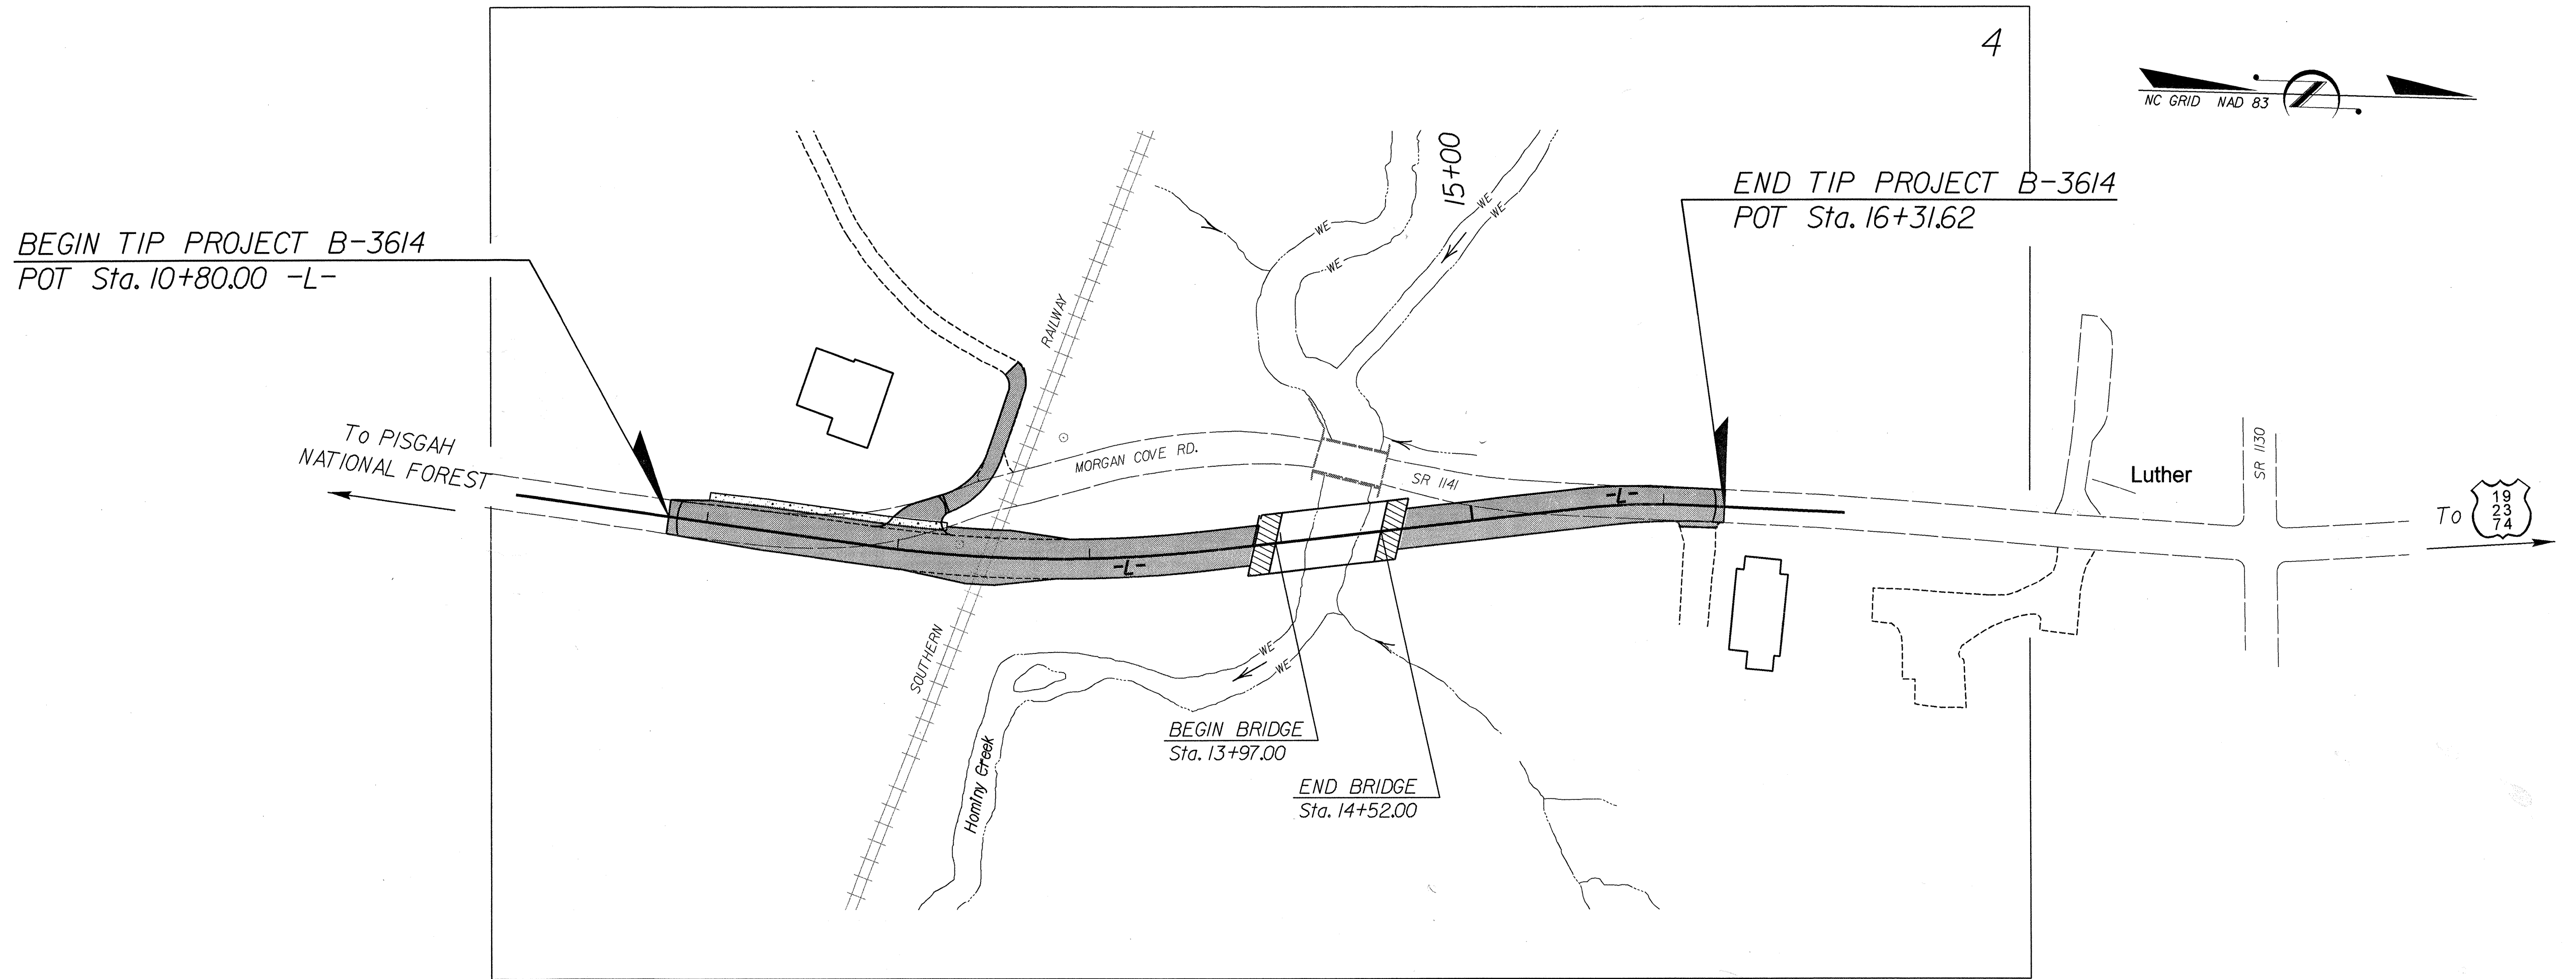 4
NC GRID NAD 83
Z
15+00
END TIP PROJECT B-3614
POT Sta. 16+31.62
BEGIN TIP PROJECT B-3614
POT Sta. 10+80.00 -L-
WE
WE
WE
WE
RAILWAY
To PISGAH
NATIONAL FOREST
MORGAN COVE RD.
SR 1141
-L-
-L-
Luther
SR 1130
To
19
23
74
SOUTHERN
WE
WE
Hominy Creek
BEGIN BRIDGE
Sta. 13+97.00
END BRIDGE
Sta. 14+52.00